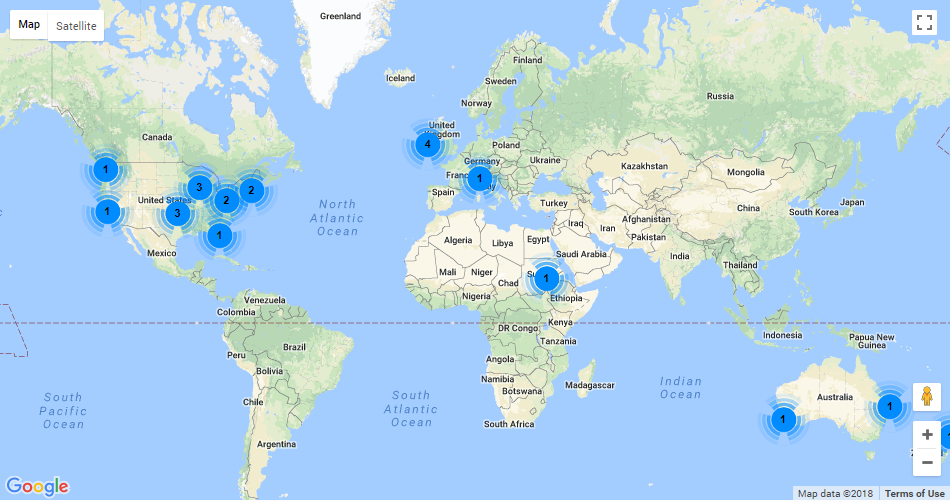 Map
Satellite
Greenland
Iceland
Finland
Sweden
Norway
Russia
United
Kingdom
Canada
4
Poland
Germany
Ukraine
Kazakhstan
Mongolia
1
France
1
3
2
2
United States
Spain
Turkey
China
Japan
South Korea
1
3
North
Atlantic
Ocean
Iraq
Iran
Afghanistan
Pakistan
1
Mexico
Algeria
Libya
Egypt
Saudi Arabia
India
Thailand
Mali
Niger
Chad
1
Nigeria
Ethiopia
Venezuela
Colombia
DR Congo
Kenya
Tanzania
Indonesia
Papua New
Guinea
Peru
Brazil
Bolivia
Angola
Namibia
Botswana
Madagascar
Indian
Ocean
South
Pacific
Ocean
South
Atlantic
Ocean
Chile
Australia
1
1
South Africa
Argentina
Google
Map data ©2018
Terms of Use